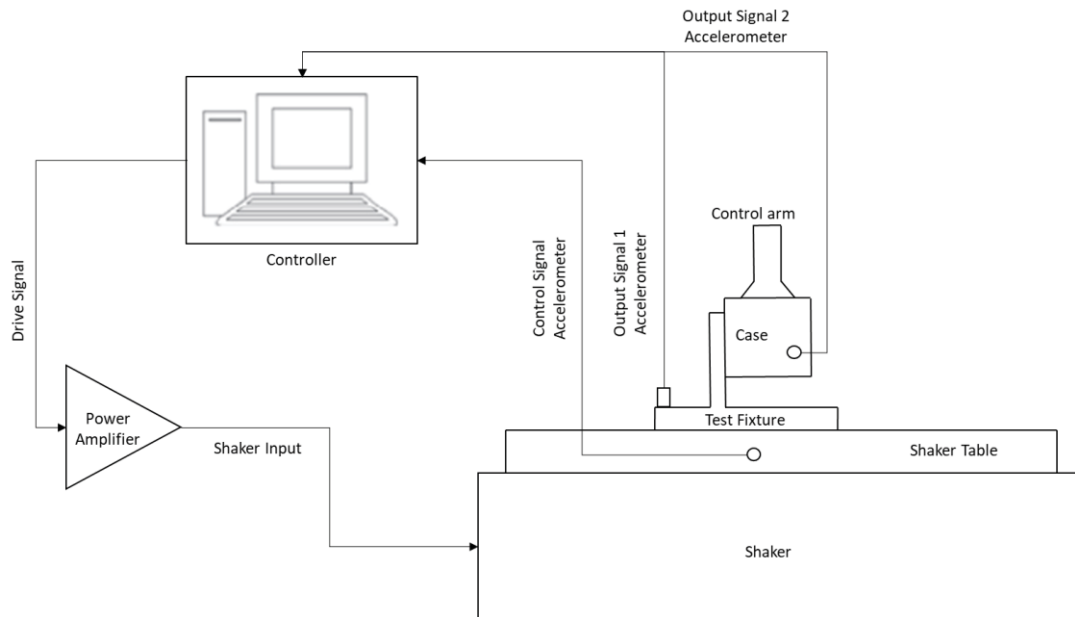 Output Signal 2
Accelerometer
Control arm
Controller
Drive Signal
Control Signal
Accelerometer
Output Signal 1
Accelerometer
Case
Power
Amplifier
Test Fixture
Shaker Input
Shaker Table
Shaker